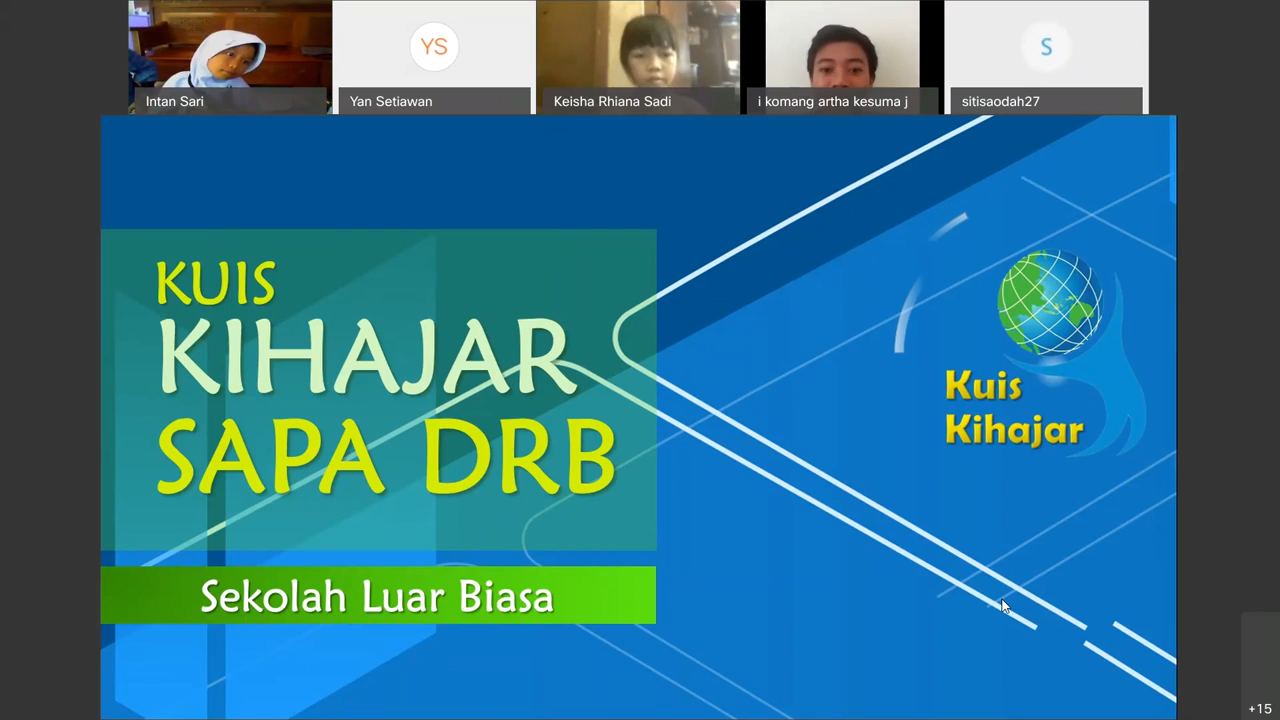 Intan Sari
YS
Yan Setiawan
Keisha Rhiana Sadi
i komang artha kesuma j
S
sitisaodah27
KUIS
KIHAJAR
SAPA DRB
Sekolah Luar Biasa
Kuis
Kihajar
+15